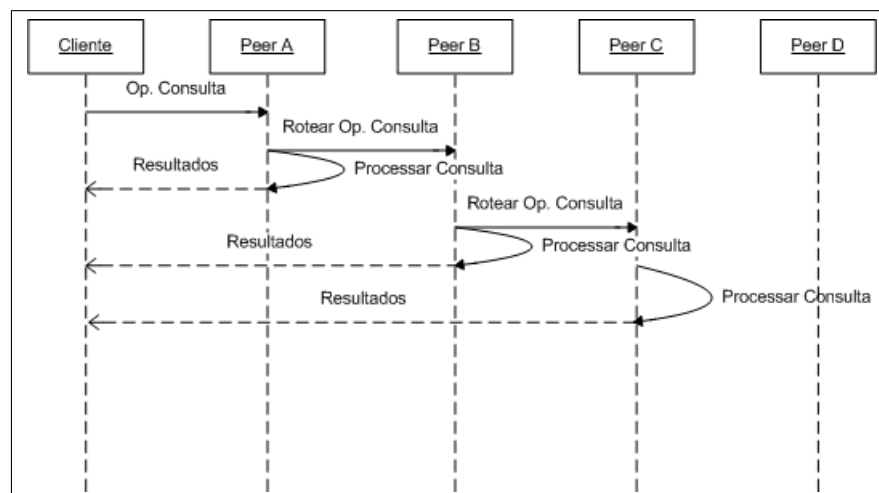 Cliente
Peer A
Peer B
Peer C
Peer D
Op. Consulta
Rotear Op. Consulta
Resultados
Processar Consulta
Rotear Op. Consulta
Resultados
Processar Consulta
Resultados
Processar Consulta